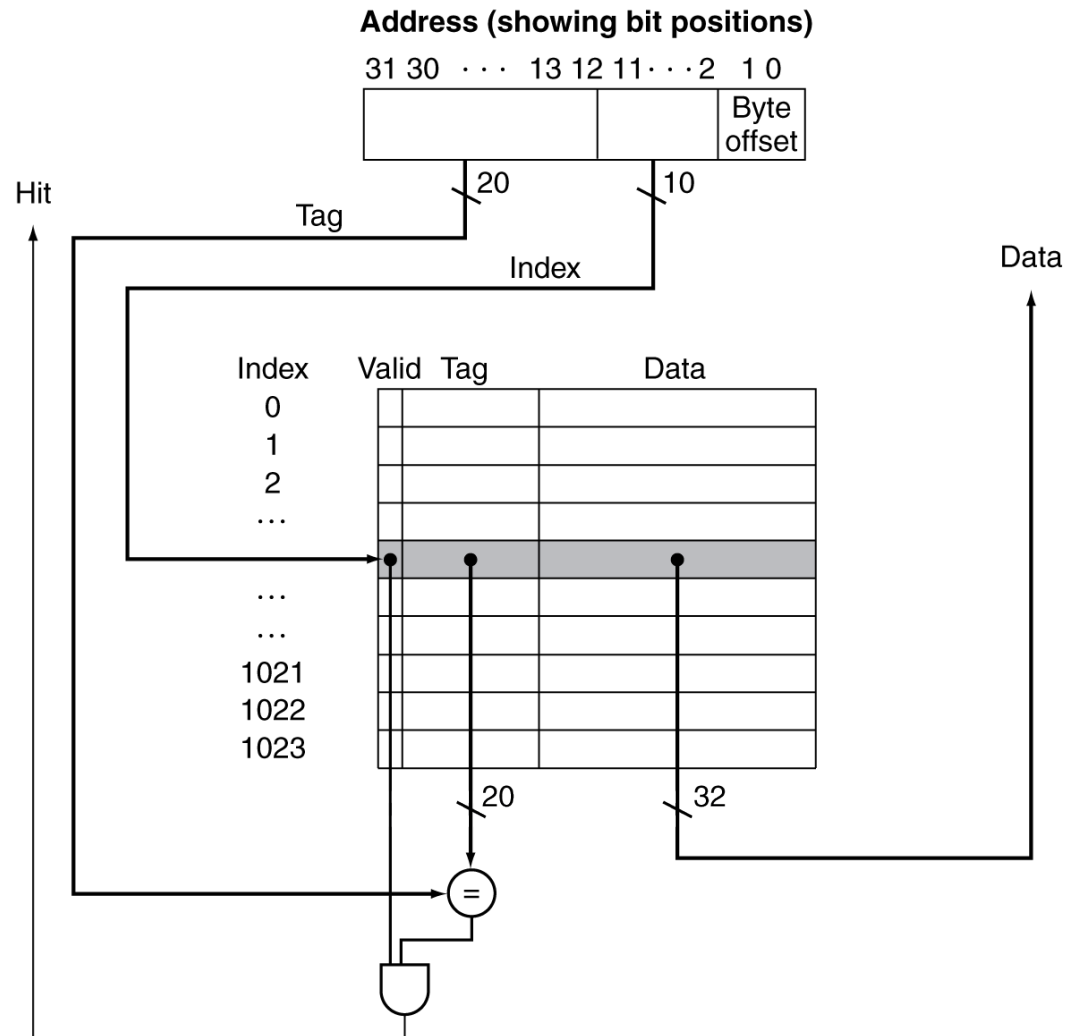 Address (showing bit positions)
31 30 · · · 13 12 11 · · · 2 1 0
Byte
offset
20 10
Hit
Tag
Index
Data
Index Valid Tag Data
0
1
2
...
...
...
1021
1022
1023
20 32
=